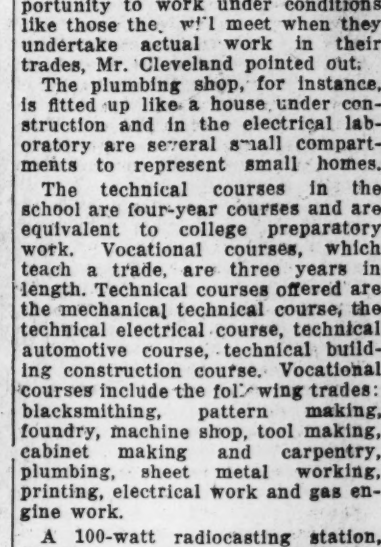 portunity to work under conditions
like those the. will meet when they
undertake actual work in their
trades, Mr. Cleveland pointed out.
The plumbing shop, for instance,
is fitted up like a house under con-
struction and in the electrical lab-
oratory are several small compart-
ments to represent small homes.
The technical courses in the
school are four-year courses and are
equivalent to college preparatory
work. Vocational courses, which
teach a trade, are three years in
length. Technical courses offered are
the mechanical technical course, the
technical electrical course, technical
automotive course, technical build-
ing construction course. Vocational
courses include the following trades:
blacksmithing, pattern making,
foundry, machine shop, tool making,
cabinet making and carpentry,
plumbing, sheet metal working,
printing, electrical work and gas en-
gine work.
A 100-watt radiocasting station,